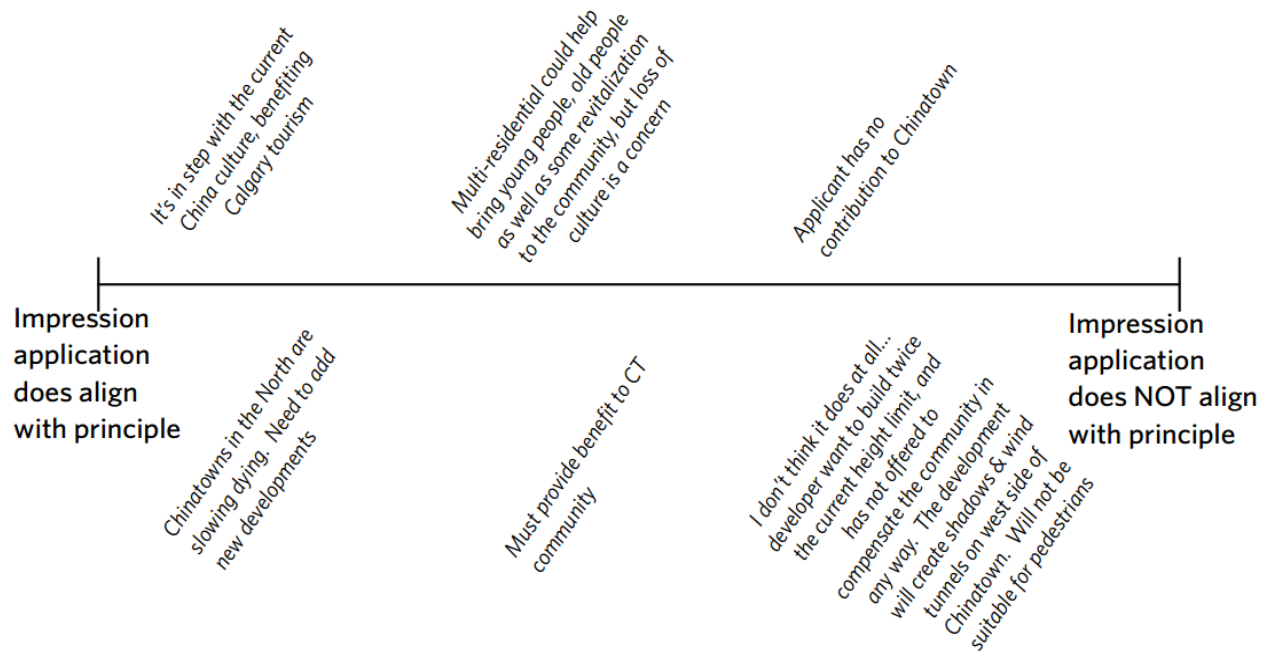 It's in step with the current
China culture, benefiting
Calgary tourism
Multi-residential could help
bring young people, old people
as well as some revitalization
to the community, but loss of
culture is a concern
Applicant has no
contribution to Chinatown
Impression
application
does align
with principle
Chinatowns in the North are
slowing dying.  Need to add
new developments
Must provide benefit to CT
community
I don't think it does at all...
developer want to build twice
the current height limit, and
has not offered to
compensate the community in
any way.  The development
will create shadows & wind
tunnels on west side of
Chinatown.  Will not be
suitable for pedestrians
Impression
application
does NOT align
with principle